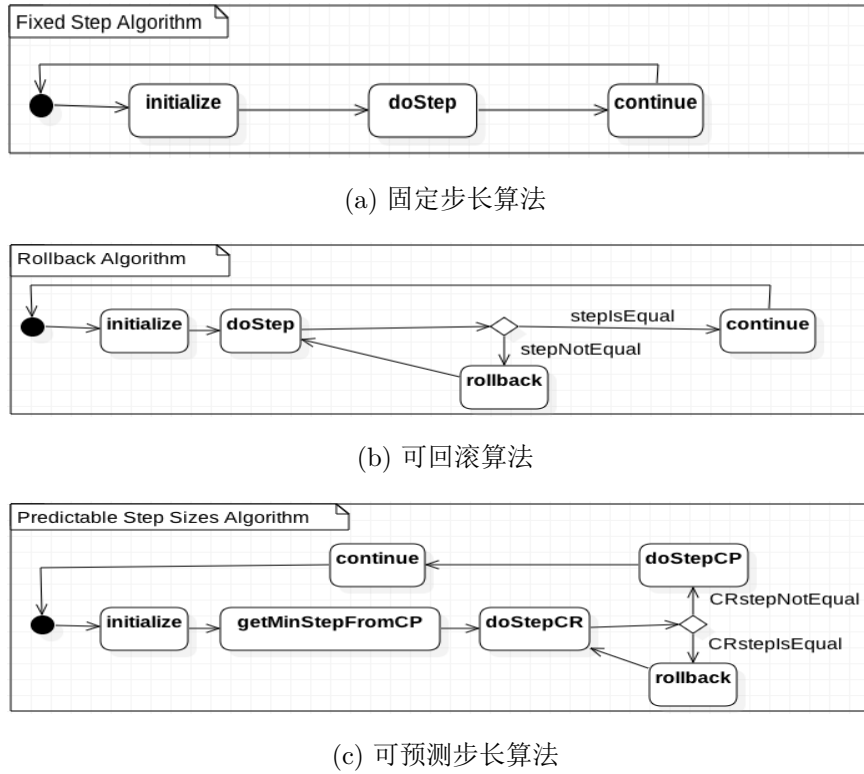 Fixed Step Algorithm
initialize
doStep
continue
(a) 固定步长算法
Rollback Algorithm
initialize
doStep
stepIsEqual
continue
stepNotEqual
rollback
(b) 可回滚算法
Predictable Step Sizes Algorithm
continue
doStepCP
CRstepNotEqual
initialize
getMinStepFromCP
doStepCR
CRstepIsEqual
rollback
(c) 可预测步长算法